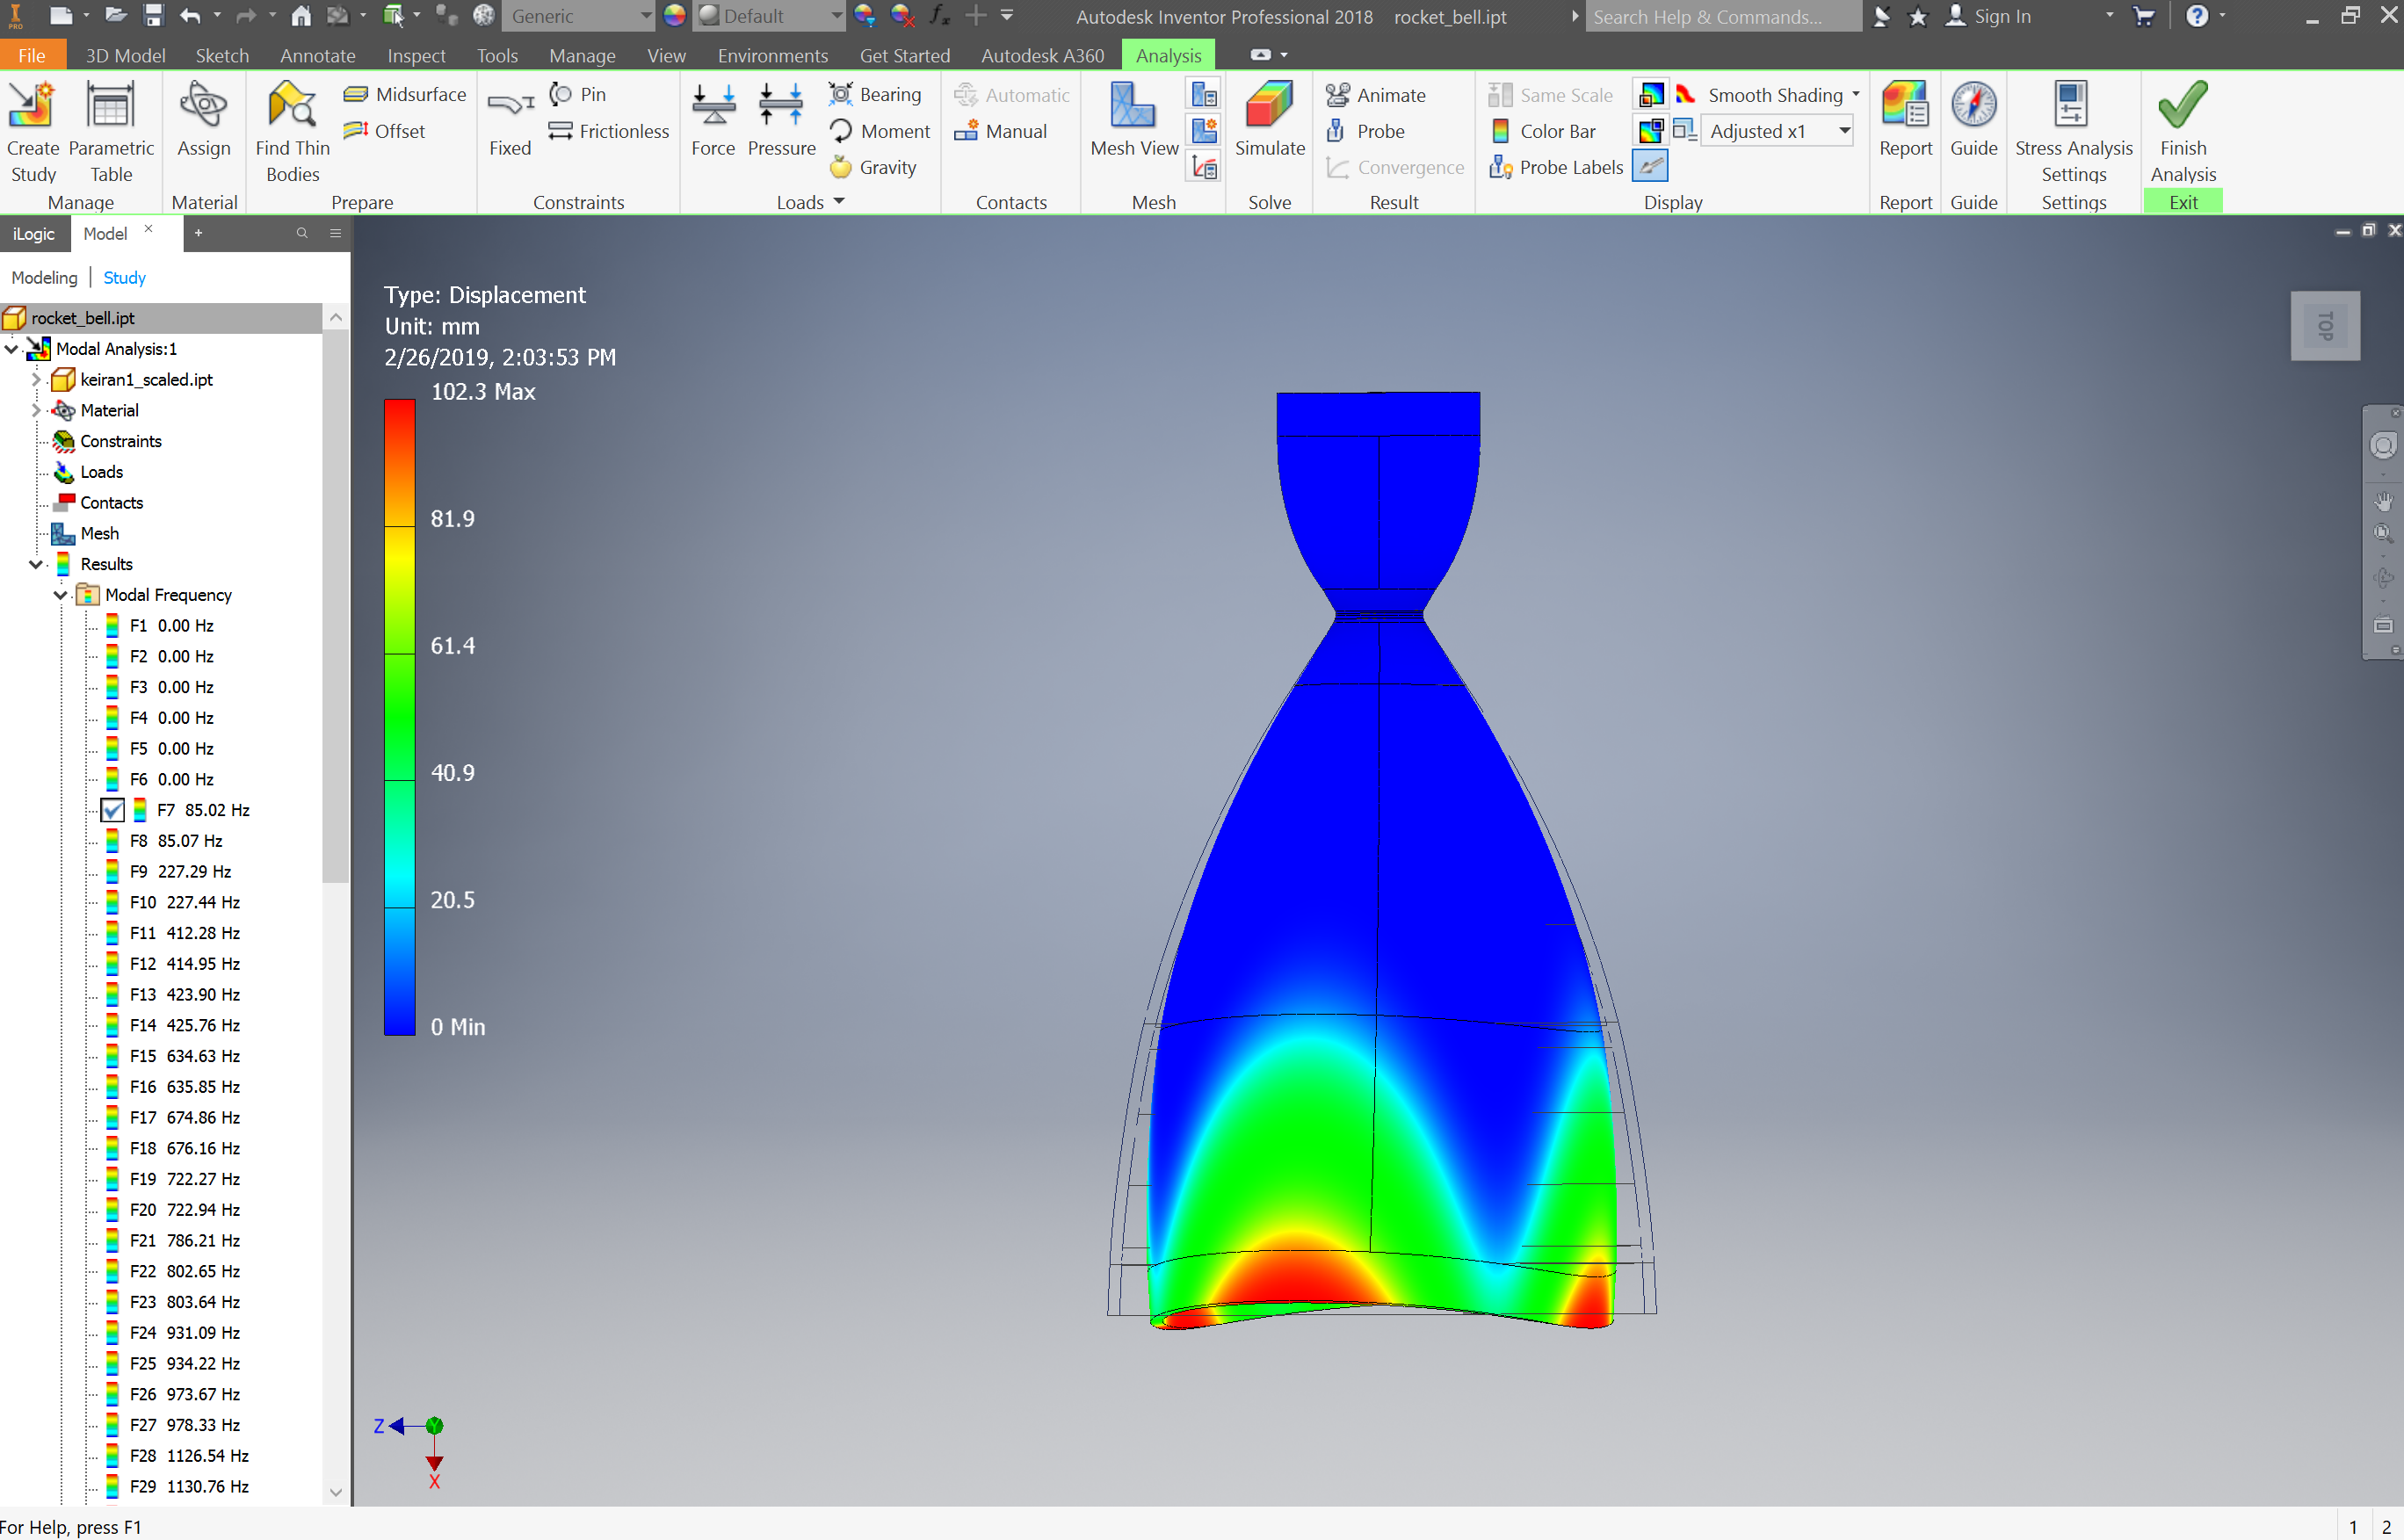 PRO
Generic
Default
Autodesk Inventor Professional 2018 rocket_bell.ipt
Search Help & Commands...
Sign In
File 3D Model Sketch Annotate Inspect Tools Manage View Environments Get Started Autodesk A360 Analysis
Create Study
Parametric Table
Manage
Assign
Material
Find Thin Bodies
Midsurface
Offset
Prepare
Fixed
Pin
Frictionless
Constraints
Force
Pressure
Bearing
Moment
Gravity
Loads
Automatic
Manual
Contacts
Mesh View
Mesh
Simulate
Solve
Animate
Probe
Convergence
Result
Same Scale
Color Bar
Probe Labels
Smooth Shading
Adjusted x1
Display
Report
Report
Guide
Guide
Stress Analysis Settings
Settings
Finish Analysis
Exit
iLogic Model
Modeling | Study
rocket_bell.ipt
Modal Analysis:1
keiran1_scaled.ipt
Material
Constraints
Loads
Contacts
Mesh
Results
Modal Frequency
F1 0.00 Hz
F2 0.00 Hz
F3 0.00 Hz
F4 0.00 Hz
F5 0.00 Hz
F6 0.00 Hz
F7 85.02 Hz
F8 85.07 Hz
F9 227.29 Hz
F10 227.44 Hz
F11 412.28 Hz
F12 414.95 Hz
F13 423.90 Hz
F14 425.76 Hz
F15 634.63 Hz
F16 635.85 Hz
F17 674.86 Hz
F18 676.16 Hz
F19 722.27 Hz
F20 722.94 Hz
F21 786.21 Hz
F22 802.65 Hz
F23 803.64 Hz
F24 931.09 Hz
F25 934.22 Hz
F26 973.67 Hz
F27 978.33 Hz
F28 1126.54 Hz
F29 1130.76 Hz
Type: Displacement
Unit: mm
2/26/2019, 2:03:53 PM
102.3 Max
81.9
61.4
40.9
20.5
0 Min
TOP
Z
X
For Help, press F1
1 2